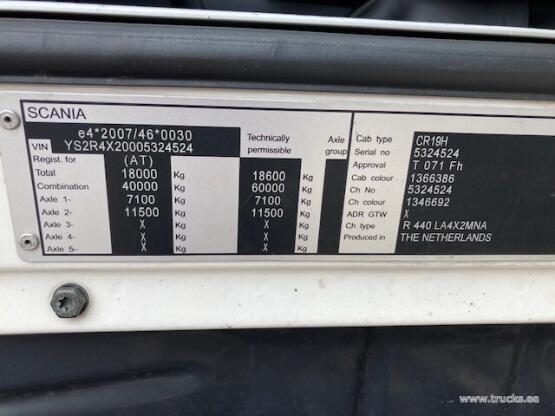 SCANIA
e4*2007/46*0030
VIN YS2R4X20005324524
Regist. for (AT) Technically permissible Axle group
Total 18000 Kg 18600 Kg
Combination 40000 Kg 60000 Kg
Axle 1- 7100 Kg 7100 Kg
Axle 2- 11500 Kg 11500 Kg
Axle 3- X Kg X Kg
Axle 4- X Kg X Kg
Axle 5- X Kg X Kg
Cab type CR19H
Serial no 5324524
Approval T 071 Fh
Cab colour 1366386
Ch No 5324524
Ch colour 1346692
ADR GTW X
Ch type R 440 LA4X2MNA
Produced in THE NETHERLANDS
www.trucks.ee